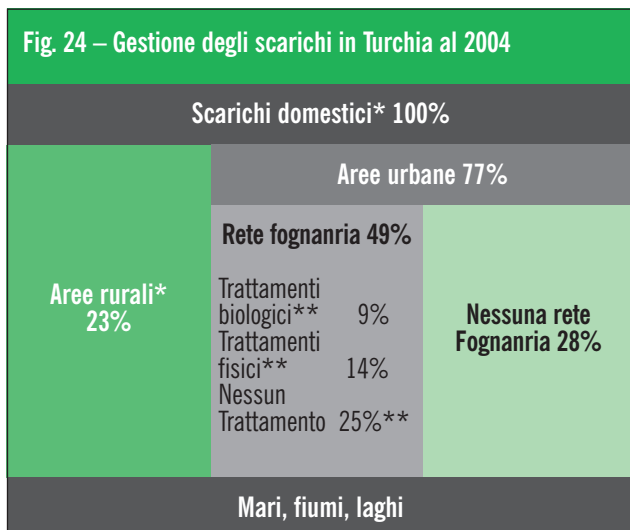 Fig. 24 – Gestione degli scarichi in Turchia al 2004
Scarichi domestici* 100%
Aree urbane 77%
Aree rurali*
23%
Rete fognanria 49%
Trattamenti
biologici** 9%
Trattamenti
fisici** 14%
Nessun
Trattamento 25%**
Nessuna rete
Fognanria 28%
Mari, fiumi, laghi